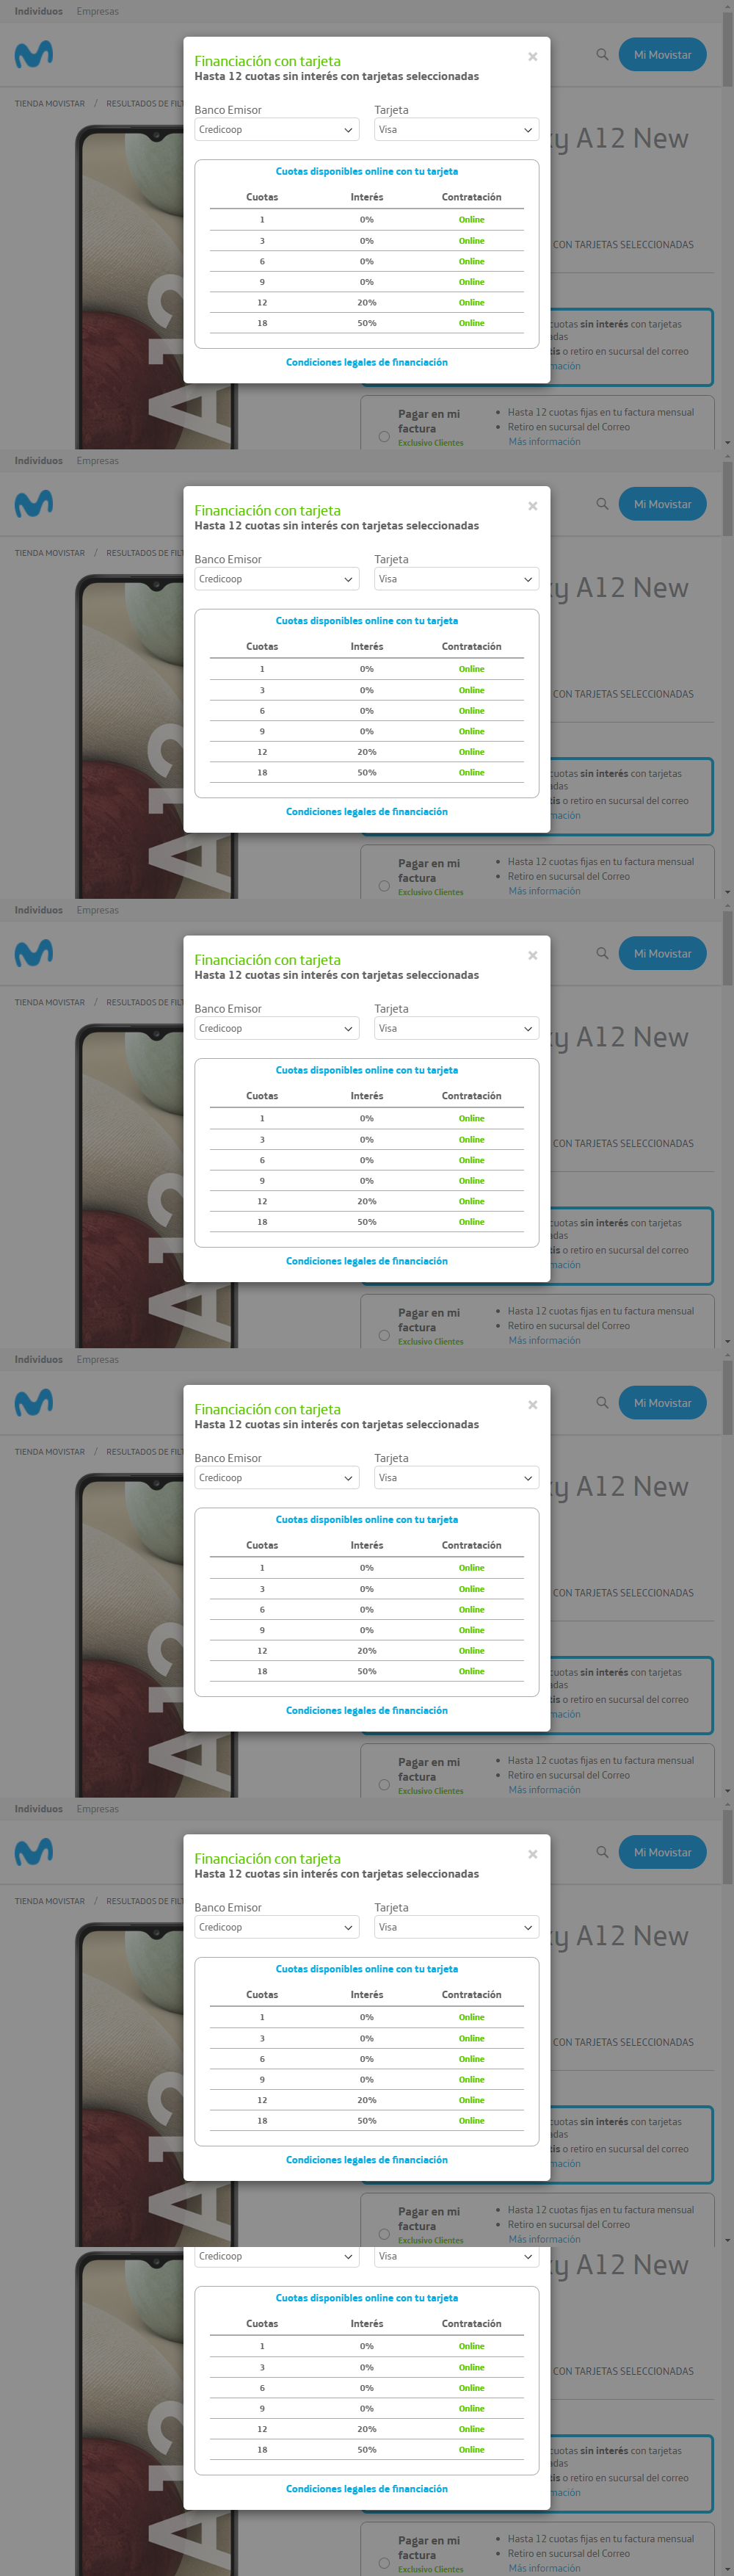 Individuos Empresas
Financiación con tarjeta
Hasta 12 cuotas sin interés con tarjetas seleccionadas
Mi Movistar
TIENDA MOVISTAR / RESULTADOS DE FILT
Banco Emisor Tarjeta
Credicoop Visa
y A12 New
Cuotas disponibles online con tu tarjeta
Cuotas Interés Contratación
1 0% Online
3 0% Online
6 0% Online
9 0% Online
12 20% Online
18 50% Online
CON TARJETAS SELECCIONADAS
A12
cuotas sin interés con tarjetas
adas
tis o retiro en sucursal del correo
mación
Condiciones legales de financiación
Pagar en mi factura
Exclusivo Clientes
Hasta 12 cuotas fijas en tu factura mensual
Retiro en sucursal del Correo
Más información
Individuos Empresas
Financiación con tarjeta
Hasta 12 cuotas sin interés con tarjetas seleccionadas
Mi Movistar
TIENDA MOVISTAR / RESULTADOS DE FILT
Banco Emisor Tarjeta
Credicoop Visa
y A12 New
Cuotas disponibles online con tu tarjeta
Cuotas Interés Contratación
1 0% Online
3 0% Online
6 0% Online
9 0% Online
12 20% Online
18 50% Online
CON TARJETAS SELECCIONADAS
A12
cuotas sin interés con tarjetas
adas
tis o retiro en sucursal del correo
mación
Condiciones legales de financiación
Pagar en mi factura
Exclusivo Clientes
Hasta 12 cuotas fijas en tu factura mensual
Retiro en sucursal del Correo
Más información
Individuos Empresas
Financiación con tarjeta
Hasta 12 cuotas sin interés con tarjetas seleccionadas
Mi Movistar
TIENDA MOVISTAR / RESULTADOS DE FILT
Banco Emisor Tarjeta
Credicoop Visa
y A12 New
Cuotas disponibles online con tu tarjeta
Cuotas Interés Contratación
1 0% Online
3 0% Online
6 0% Online
9 0% Online
12 20% Online
18 50% Online
CON TARJETAS SELECCIONADAS
A12
cuotas sin interés con tarjetas
adas
tis o retiro en sucursal del correo
mación
Condiciones legales de financiación
Pagar en mi factura
Exclusivo Clientes
Hasta 12 cuotas fijas en tu factura mensual
Retiro en sucursal del Correo
Más información
Individuos Empresas
Financiación con tarjeta
Hasta 12 cuotas sin interés con tarjetas seleccionadas
Mi Movistar
TIENDA MOVISTAR / RESULTADOS DE FILT
Banco Emisor Tarjeta
Credicoop Visa
y A12 New
Cuotas disponibles online con tu tarjeta
Cuotas Interés Contratación
1 0% Online
3 0% Online
6 0% Online
9 0% Online
12 20% Online
18 50% Online
CON TARJETAS SELECCIONADAS
A12
cuotas sin interés con tarjetas
adas
tis o retiro en sucursal del correo
mación
Condiciones legales de financiación
Pagar en mi factura
Exclusivo Clientes
Hasta 12 cuotas fijas en tu factura mensual
Retiro en sucursal del Correo
Más información
Individuos Empresas
Financiación con tarjeta
Hasta 12 cuotas sin interés con tarjetas seleccionadas
Mi Movistar
TIENDA MOVISTAR / RESULTADOS DE FILT
Banco Emisor Tarjeta
Credicoop Visa
y A12 New
Cuotas disponibles online con tu tarjeta
Cuotas Interés Contratación
1 0% Online
3 0% Online
6 0% Online
9 0% Online
12 20% Online
18 50% Online
CON TARJETAS SELECCIONADAS
A12
cuotas sin interés con tarjetas
adas
tis o retiro en sucursal del correo
mación
Condiciones legales de financiación
Pagar en mi factura
Exclusivo Clientes
Hasta 12 cuotas fijas en tu factura mensual
Retiro en sucursal del Correo
Más información
Credicoop Visa
y A12 New
Cuotas disponibles online con tu tarjeta
Cuotas Interés Contratación
1 0% Online
3 0% Online
6 0% Online
9 0% Online
12 20% Online
18 50% Online
CON TARJETAS SELECCIONADAS
A12
cuotas sin interés con tarjetas
adas
tis o retiro en sucursal del correo
mación
Condiciones legales de financiación
Pagar en mi factura
Exclusivo Clientes
Hasta 12 cuotas fijas en tu factura mensual
Retiro en sucursal del Correo
Más información